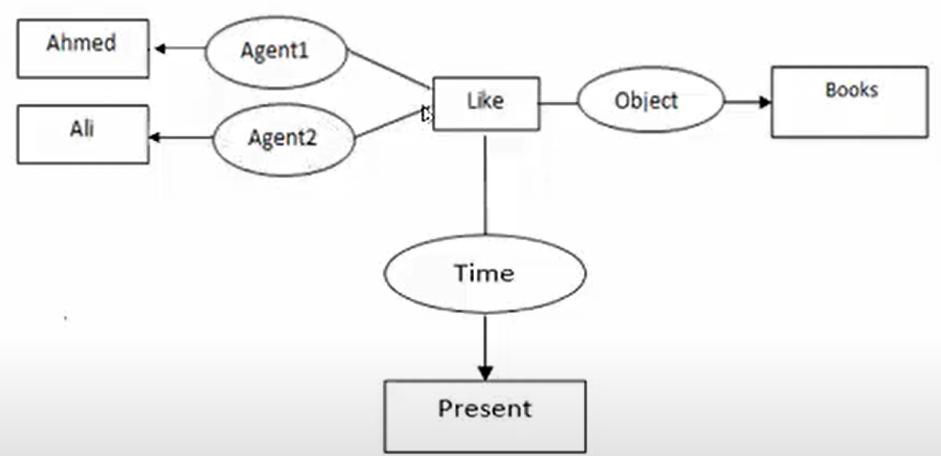 Ahmed
Agent1
Ali
Agent2
Like
Object
Books
Time
Present